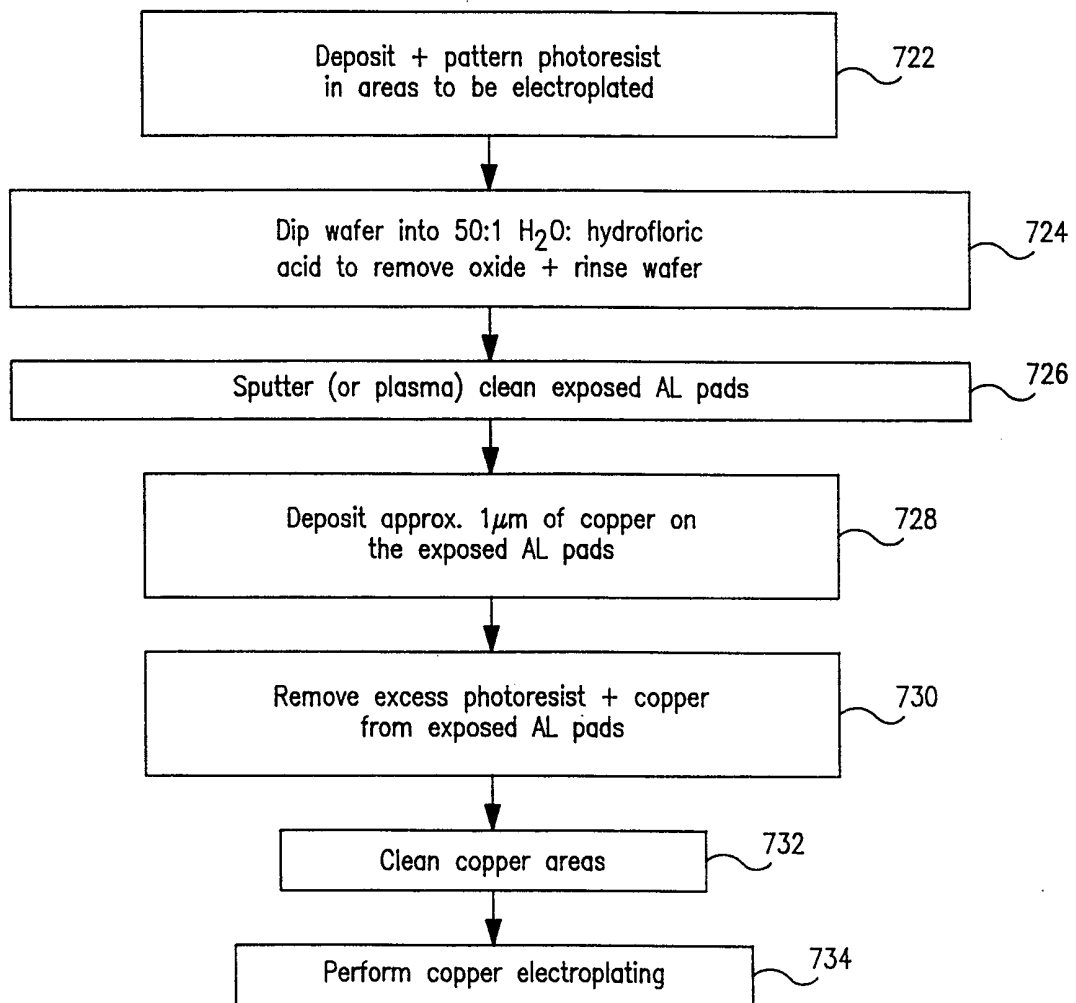 Deposit + pattern photoresist
in areas to be electroplated
722
Dip wafer into 50:1 H₂O: hydrofloric
acid to remove oxide + rinse wafer
724
Sputter (or plasma) clean exposed AL pads
726
Deposit approx. 1μm of copper on
the exposed AL pads
728
Remove excess photoresist + copper
from exposed AL pads
730
Clean copper areas
732
Perform copper electroplating
734